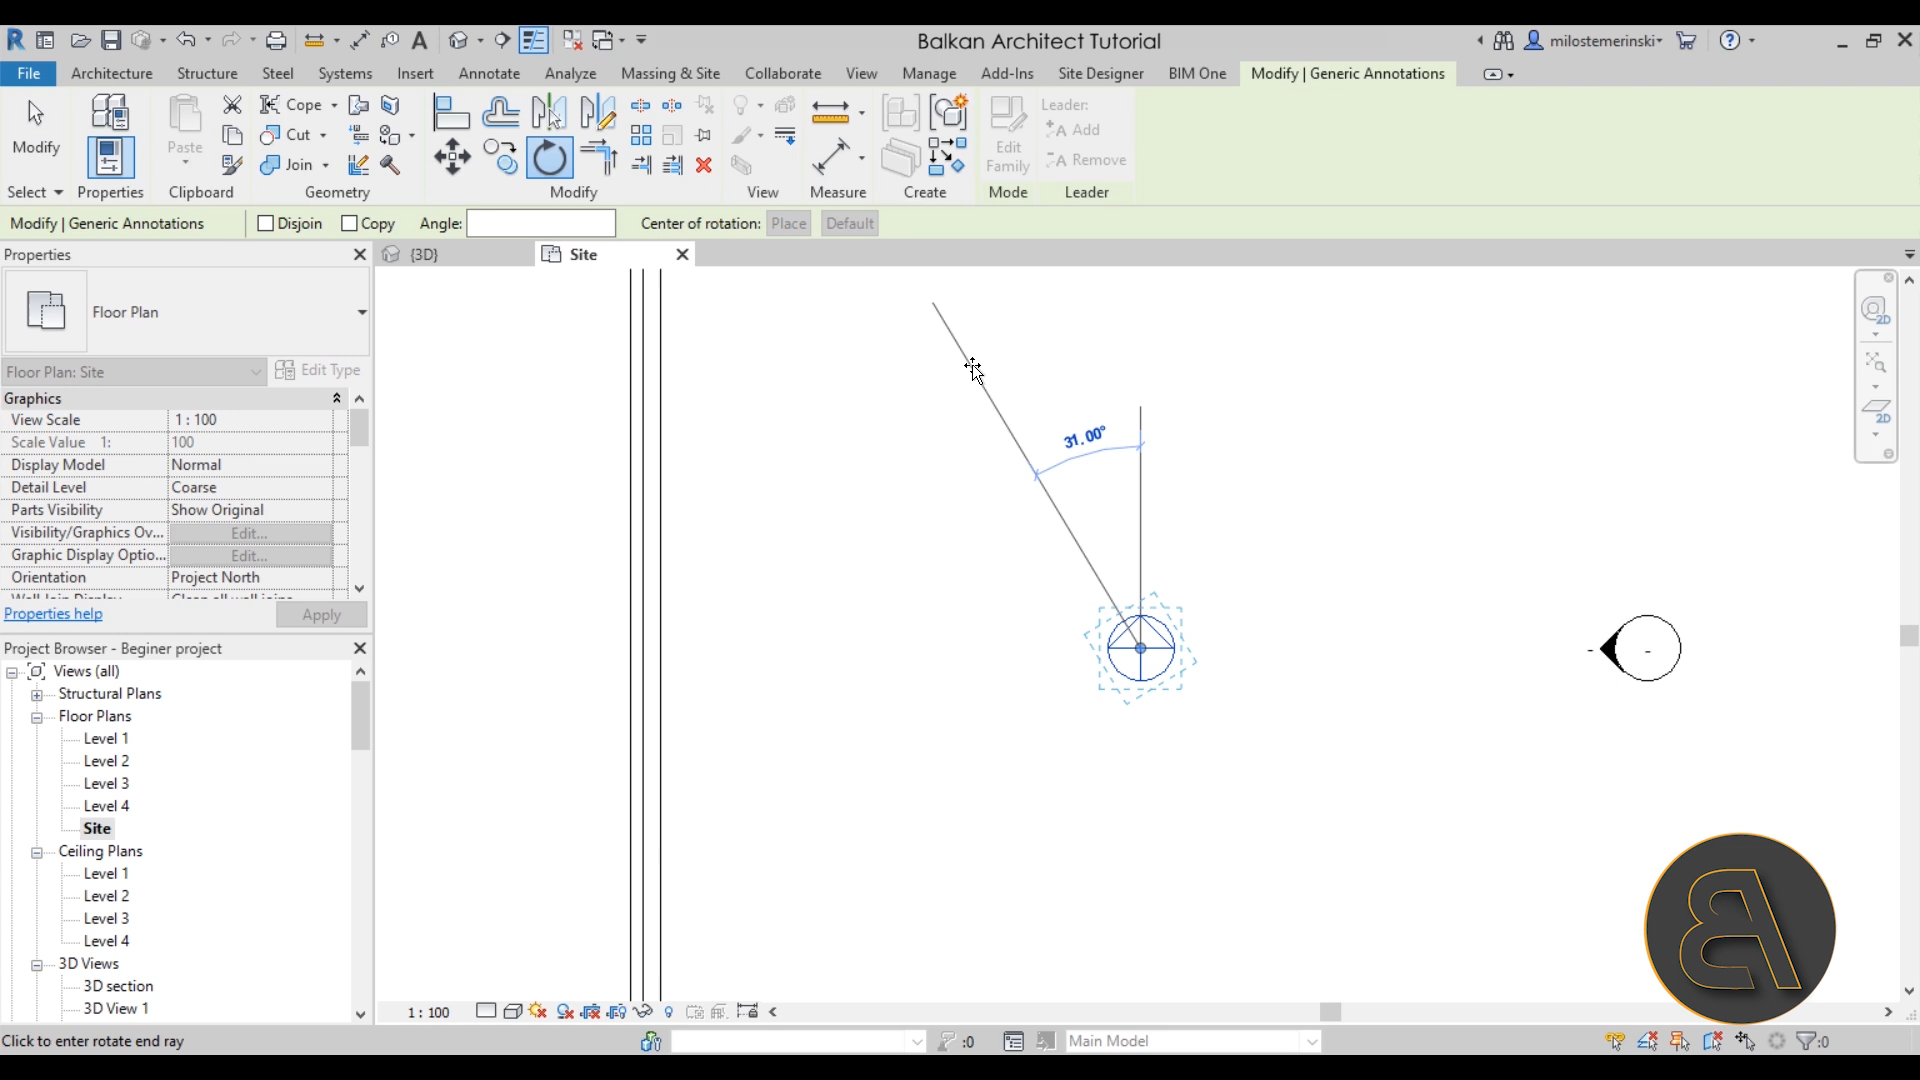 Balkan Architect Tutorial
milostemerinski
File Architecture Structure Steel Systems Insert Annotate Analyze Massing & Site Collaborate View Manage Add-Ins Site Designer BIM One Modify | Generic Annotations
Modify
Paste
Cope
Cut
Join
Edit Family
Leader:
Add
Remove
Select Properties Clipboard Geometry Modify View Measure Create Mode Leader
Modify | Generic Annotations Disjoin Copy Angle: Center of rotation: Place Default
Properties
{3D} Site
Floor Plan
Floor Plan: Site Edit Type
Graphics
View Scale 1 : 100
Scale Value 1: 100
Display Model Normal
Detail Level Coarse
Parts Visibility Show Original
Visibility/Graphics Ov... Edit...
Graphic Display Optio... Edit...
Orientation Project North
Properties help Apply
31.00°
2D
2D
Project Browser - Beginer project
Views (all)
Structural Plans
Floor Plans
Level 1
Level 2
Level 3
Level 4
Site
Ceiling Plans
Level 1
Level 2
Level 3
Level 4
3D Views
3D section
3D View 1
1 : 100
Click to enter rotate end ray
:0
Main Model
:0